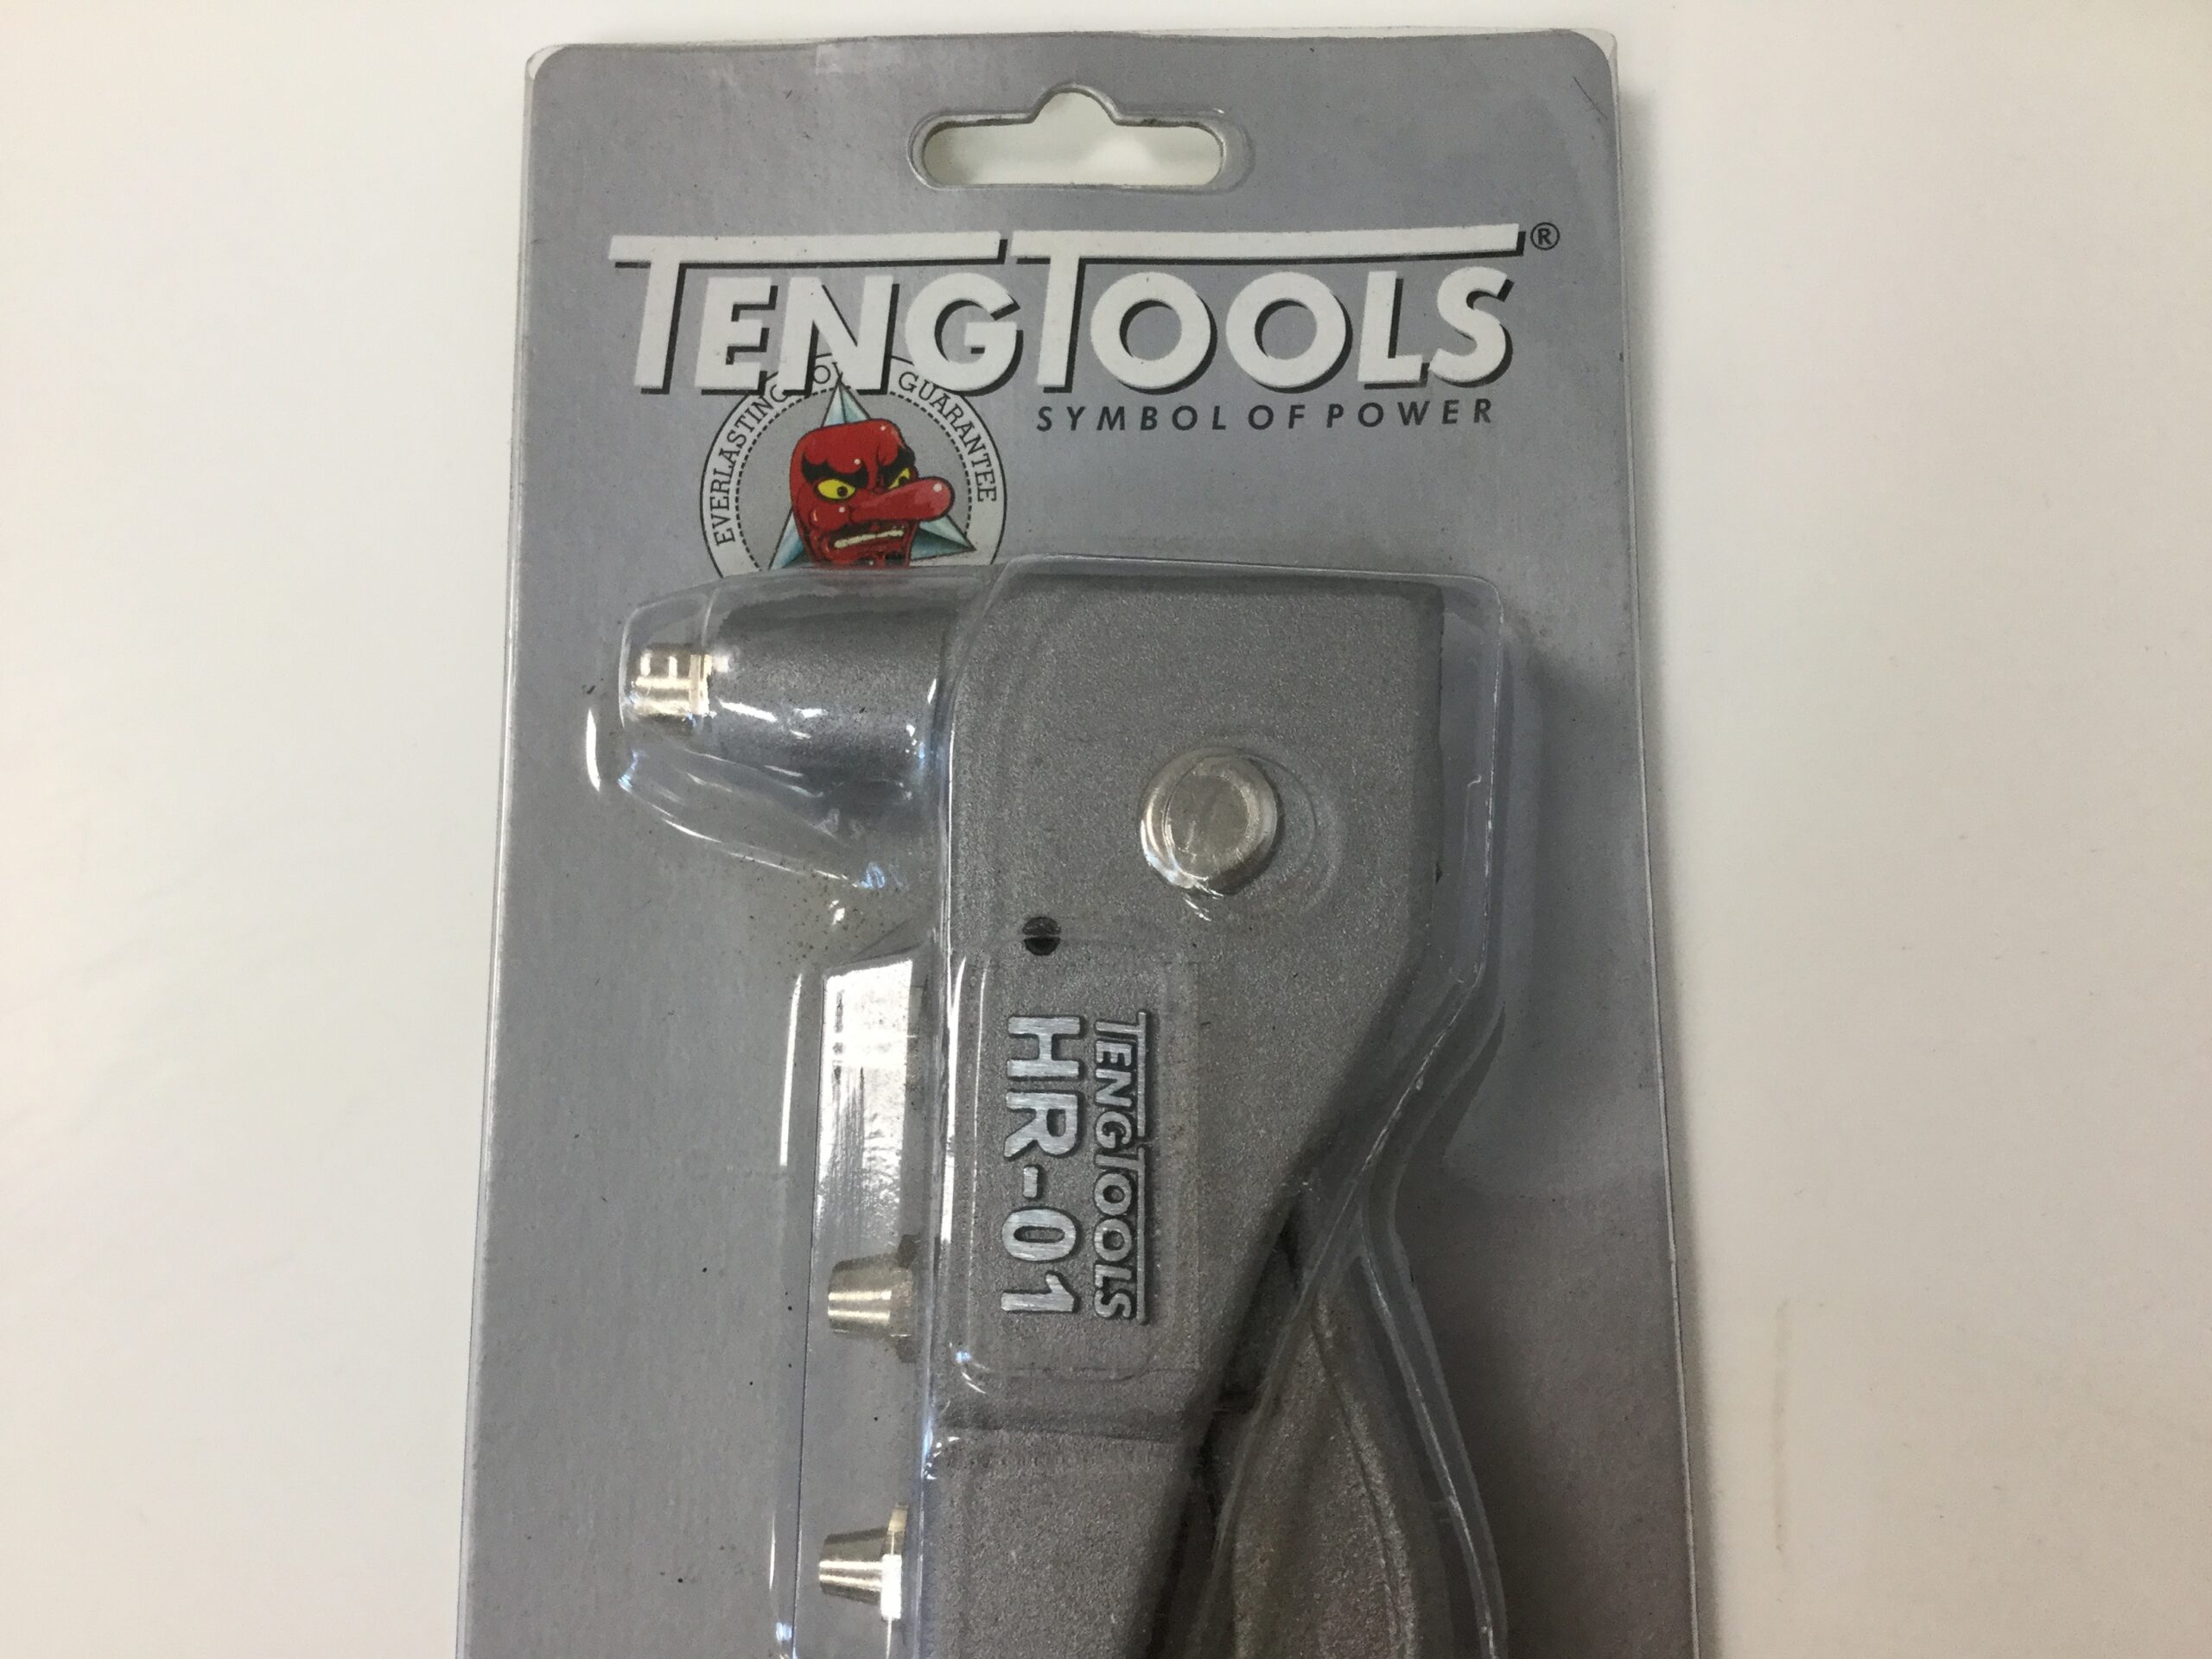 TENGTOOLS®
SYMBOL OF POWER
EVERLASTING GUARANTEE
TENGTOOLS
HR-01